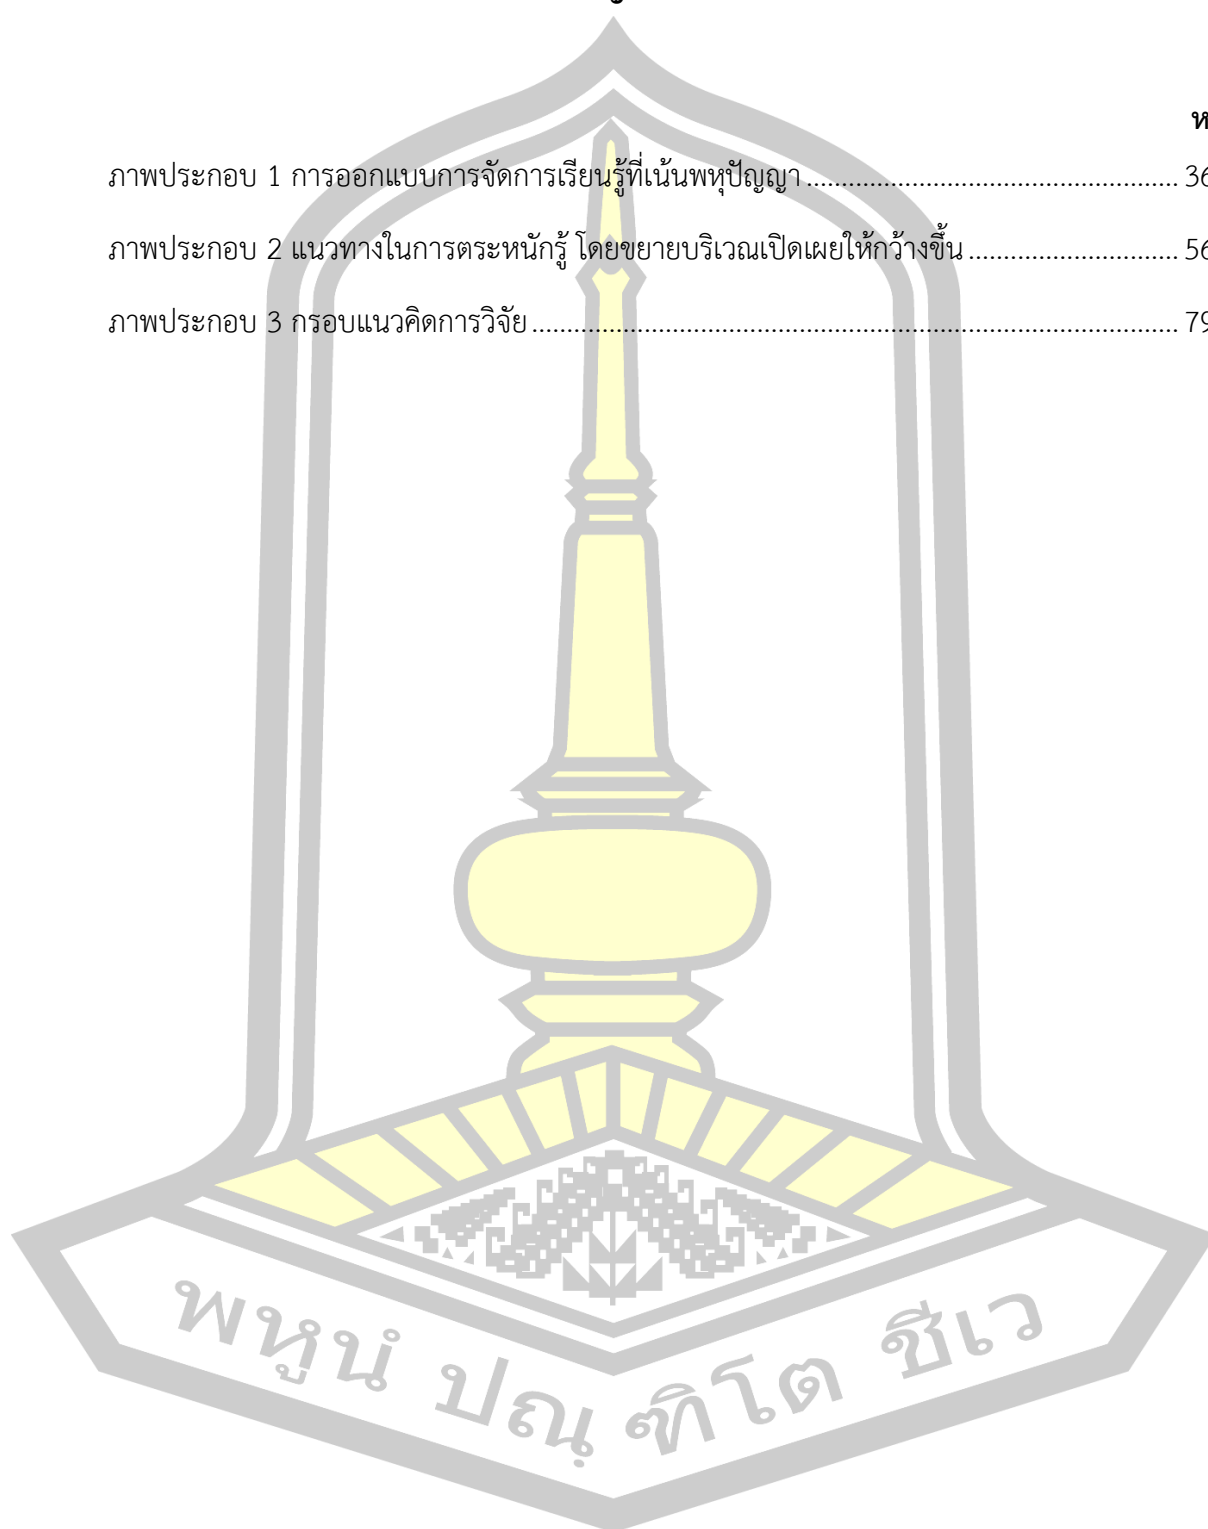 ภาพประกอบ 1 การออกแบบการจัดการเรียนรู้ที่เน้นพหุปัญญา ................................................... 36
ภาพประกอบ 2 แนวทางในการตระหนักรู้ โดยขยายบริเวณเปิดเผยให้กว้างขึ้น ............................. 56
ภาพประกอบ 3 กรอบแนวคิดการวิจัย .......................................................................................... 79
พหูนํ ปณฺฑิโต ชีเว